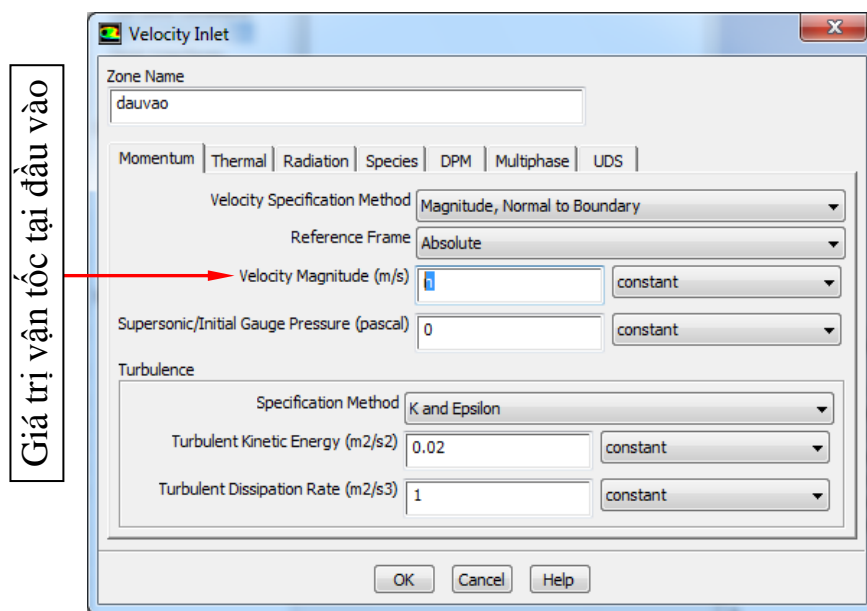 Giá trị vận tốc tại đầu vào
Velocity Inlet
Zone Name
dauvao
Momentum Thermal Radiation Species DPM Multiphase UDS
Velocity Specification Method Magnitude, Normal to Boundary
Reference Frame Absolute
Velocity Magnitude (m/s) constant
Supersonic/Initial Gauge Pressure (pascal) 0 constant
Turbulence
Specification Method K and Epsilon
Turbulent Kinetic Energy (m2/s2) 0.02 constant
Turbulent Dissipation Rate (m2/s3) 1 constant
OK Cancel Help